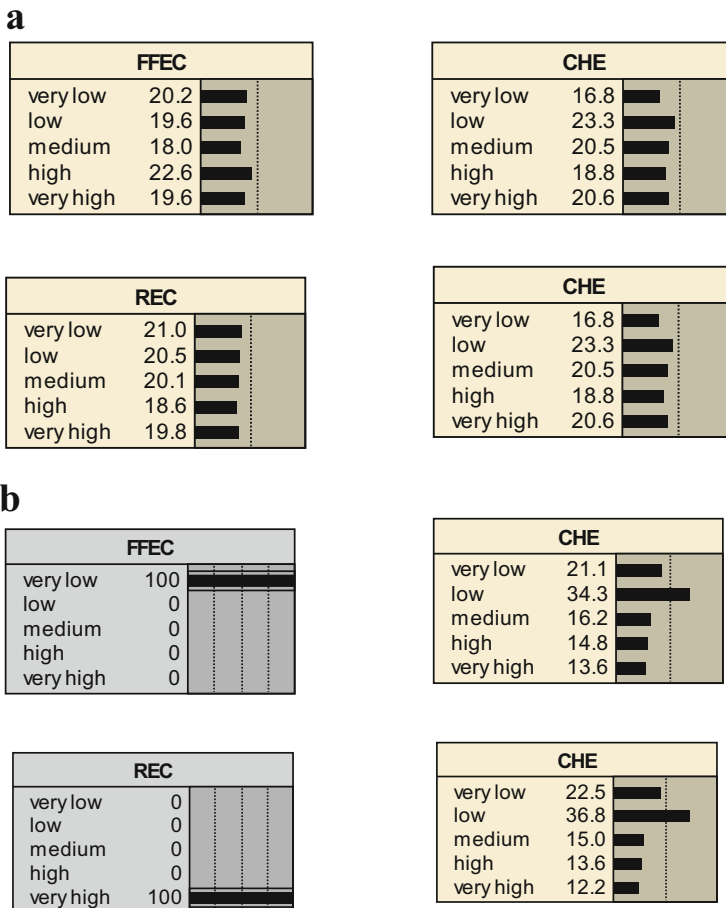 a
FFEC
very low 20.2
low 19.6
medium 18.0
high 22.6
very high 19.6
CHE
very low 16.8
low 23.3
medium 20.5
high 18.8
very high 20.6
REC
very low 21.0
low 20.5
medium 20.1
high 18.6
very high 19.8
CHE
very low 16.8
low 23.3
medium 20.5
high 18.8
very high 20.6
b
FFEC
very low 100
low 0
medium 0
high 0
very high 0
CHE
very low 21.1
low 34.3
medium 16.2
high 14.8
very high 13.6
REC
very low 0
low 0
medium 0
high 0
very high 100
CHE
very low 22.5
low 36.8
medium 15.0
high 13.6
very high 12.2